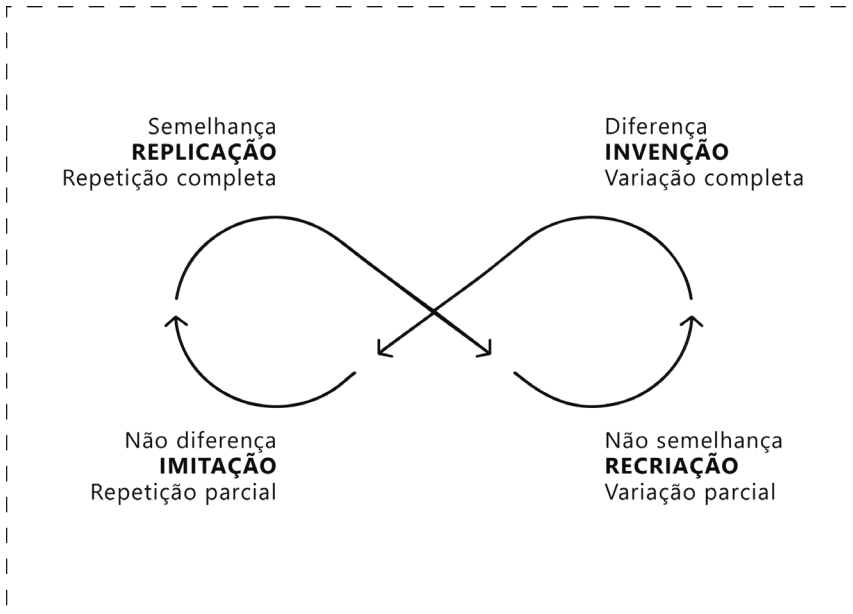 Semelhança
REPLICAÇÃO
Repetição completa
Diferença
INVENÇÃO
Variação completa
Não diferença
IMITAÇÃO
Repetição parcial
Não semelhança
RECRIAÇÃO
Variação parcial